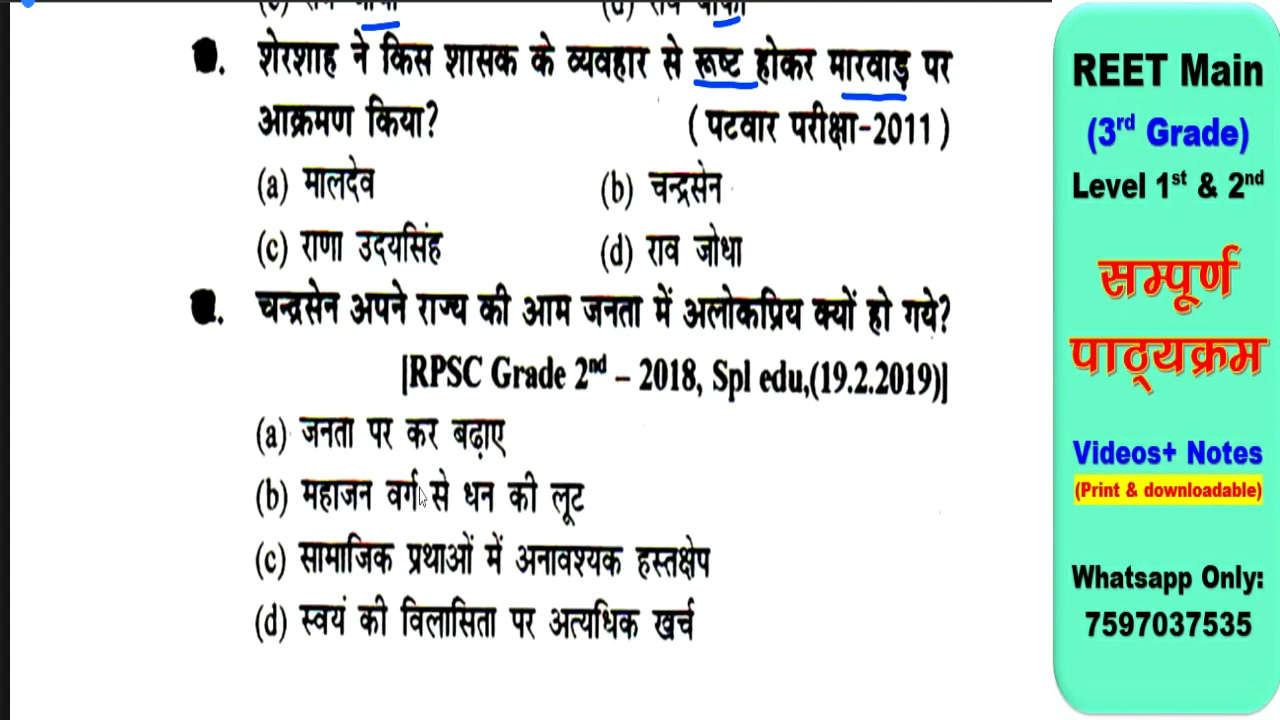 शेरशाह ने किस शासक के व्यवहार से रूष्ट होकर मारवाड़ पर
आक्रमण किया? ( पटवार परीक्षा-2011 )
(a) मालदेव (b) चन्द्रसेन
(c) राणा उदयसिंह (d) राव जोधा
चन्द्रसेन अपने राज्य की आम जनता में अलोकप्रिय क्यों हो गये?
[RPSC Grade 2nd – 2018, Spl edu,(19.2.2019)]
(a) जनता पर कर बढ़ाए
(b) महाजन वर्ग से धन की लूट
(c) सामाजिक प्रथाओं में अनावश्यक हस्तक्षेप
(d) स्वयं की विलासिता पर अत्यधिक खर्च
REET Main
(3rd Grade)
Level 1st & 2nd
सम्पूर्ण
पाठ्यक्रम
Videos+ Notes
(Print & downloadable)
Whatsapp Only:
7597037535